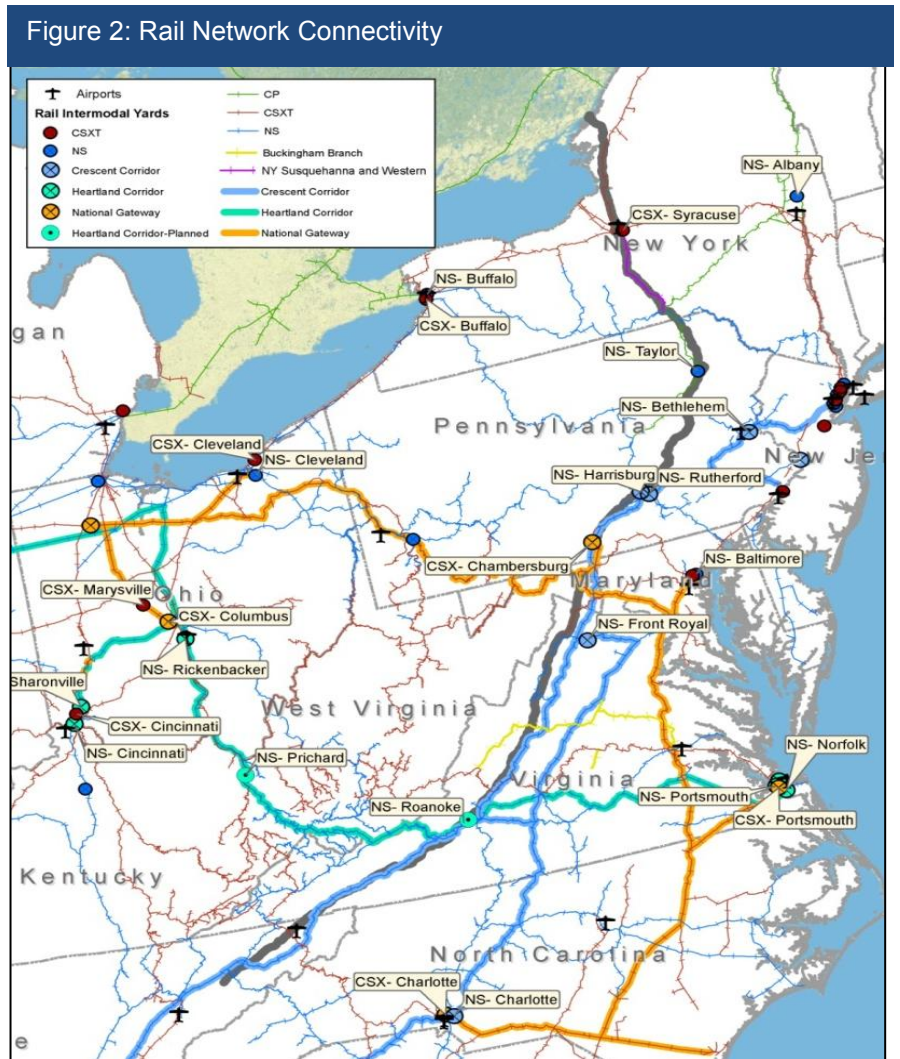 Figure 2: Rail Network Connectivity
Airports
Rail Intermodal Yards
CSXT
NS
Crescent Corridor
Heartland Corridor
National Gateway
Heartland Corridor-Planned
CP
CSXT
NS
Buckingham Branch
NY Susquehanna and Western
Crescent Corridor
Heartland Corridor
National Gateway
NS- Albany
CSX- Syracuse
New York
NS- Buffalo
CSX- Buffalo
gan
NS- Taylor
NS- Bethlehem
Pennsylvania
CSX- Cleveland
NS- Cleveland
New Jer
NS- Harrisburg
NS- Rutherford
CSX- Chambersburg
NS- Baltimore
Maryland
CSX- Marysville
Ohio
CSX- Columbus
NS- Front Royal
NS- Rickenbacker
Sharonville
West Virginia
CSX- Cincinnati
NS- Cincinnati
NS- Prichard
NS- Norfolk
Virginia
NS- Portsmouth
NS- Roanoke
CSX- Portsmouth
Kentucky
North Carolina
CSX- Charlotte
NS- Charlotte
e